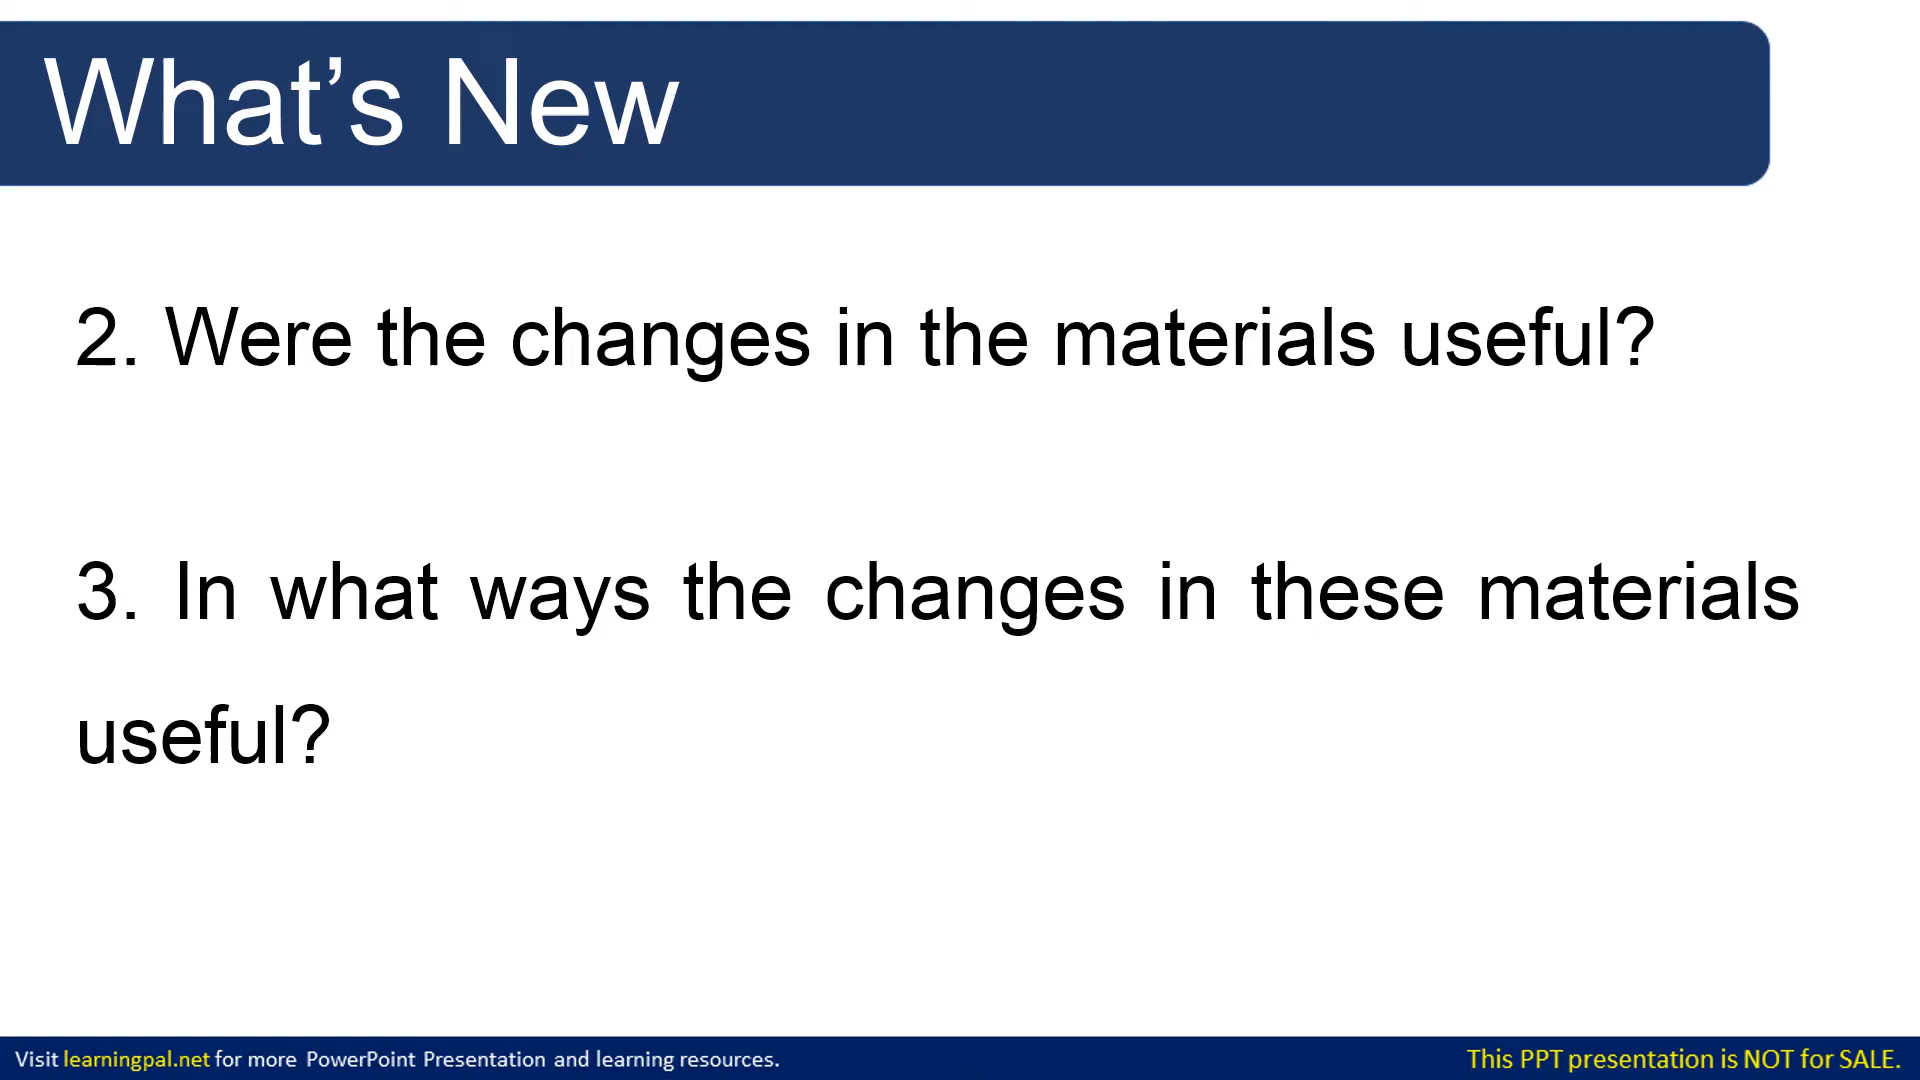 What’s New
2. Were the changes in the materials useful?
3. In what ways the changes in these materials
useful?
Visit learningpal.net for more PowerPoint Presentation and learning resources.
This PPT presentation is NOT for SALE.